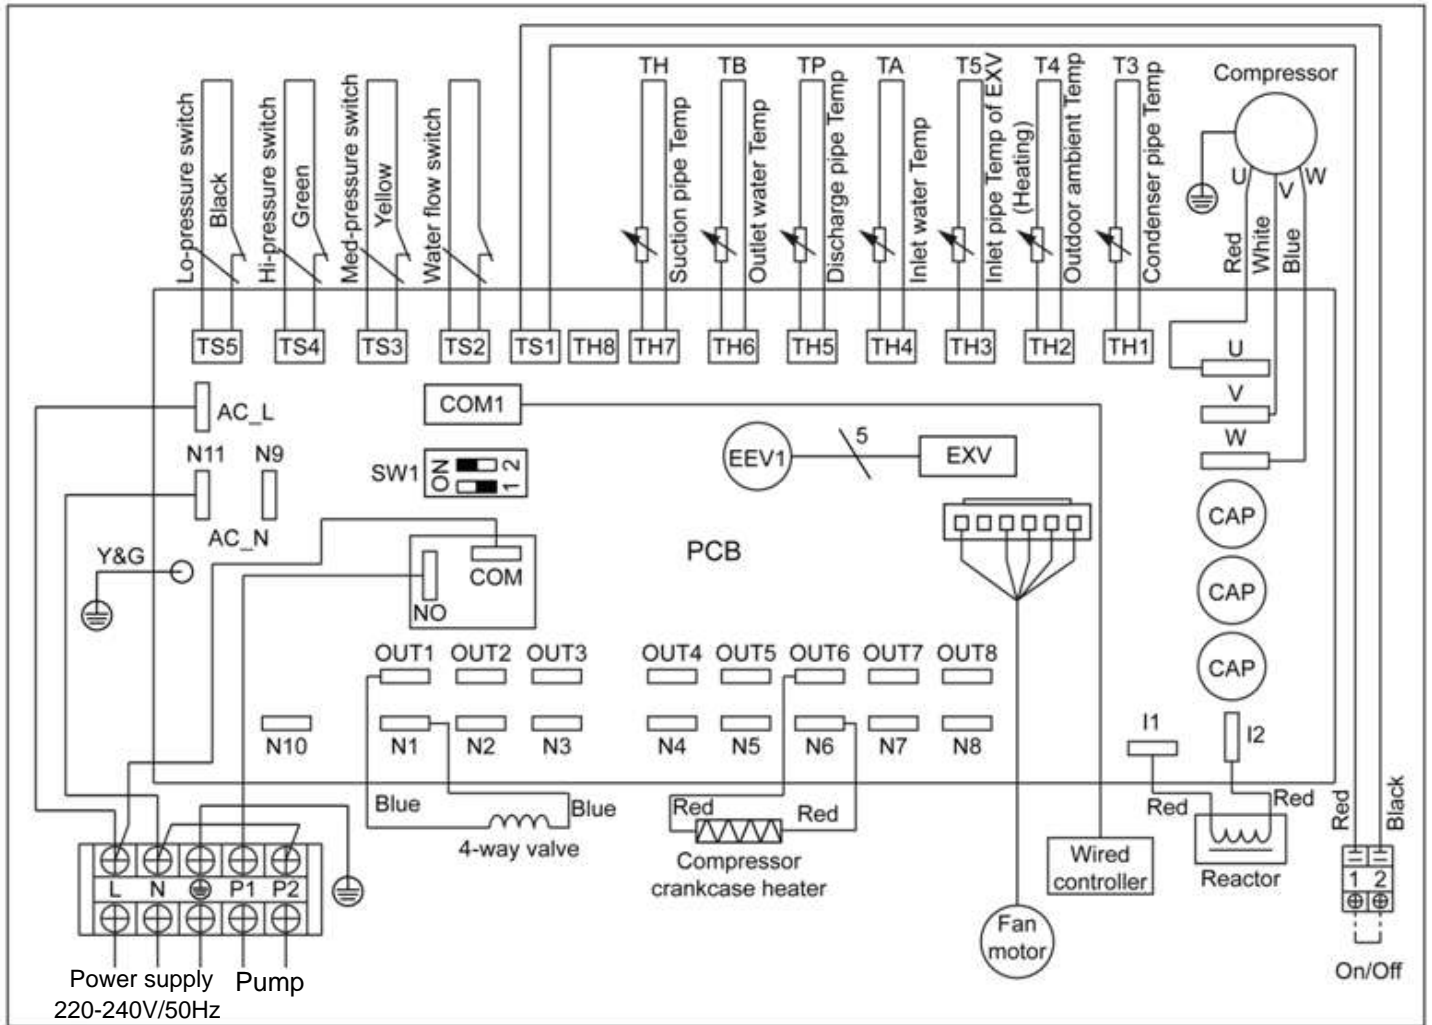 TH TB TP TA T5 T4 T3
Compressor
Lo-pressure switch
Black
Hi-pressure switch
Green
Med-pressure switch
Yellow
Water flow switch
Suction pipe Temp
Outlet water Temp
Discharge pipe Temp
Inlet water Temp
Inlet pipe Temp of EXV
(Heating)
Outdoor ambient Temp
Condenser pipe Temp
U V W
Red
White
Blue
TS5 TS4 TS3 TS2 TS1 TH8 TH7 TH6 TH5 TH4 TH3 TH2 TH1
U
V
W
AC_L
COM1
N11 N9
SW1
ON
1 2
EEV1
5
EXV
AC_N
CAP
Y&G
PCB
COM
NO
CAP
OUT1 OUT2 OUT3 OUT4 OUT5 OUT6 OUT7 OUT8
CAP
N10 N1 N2 N3 N4 N5 N6 N7 N8
I1
I2
Blue
Blue
4-way valve
Red
Red
Compressor
crankcase heater
Wired
controller
Red
Red
Reactor
Red
Black
1 2
L N P1 P2
Fan
motor
On/Off
Power supply
220-240V/50Hz
Pump